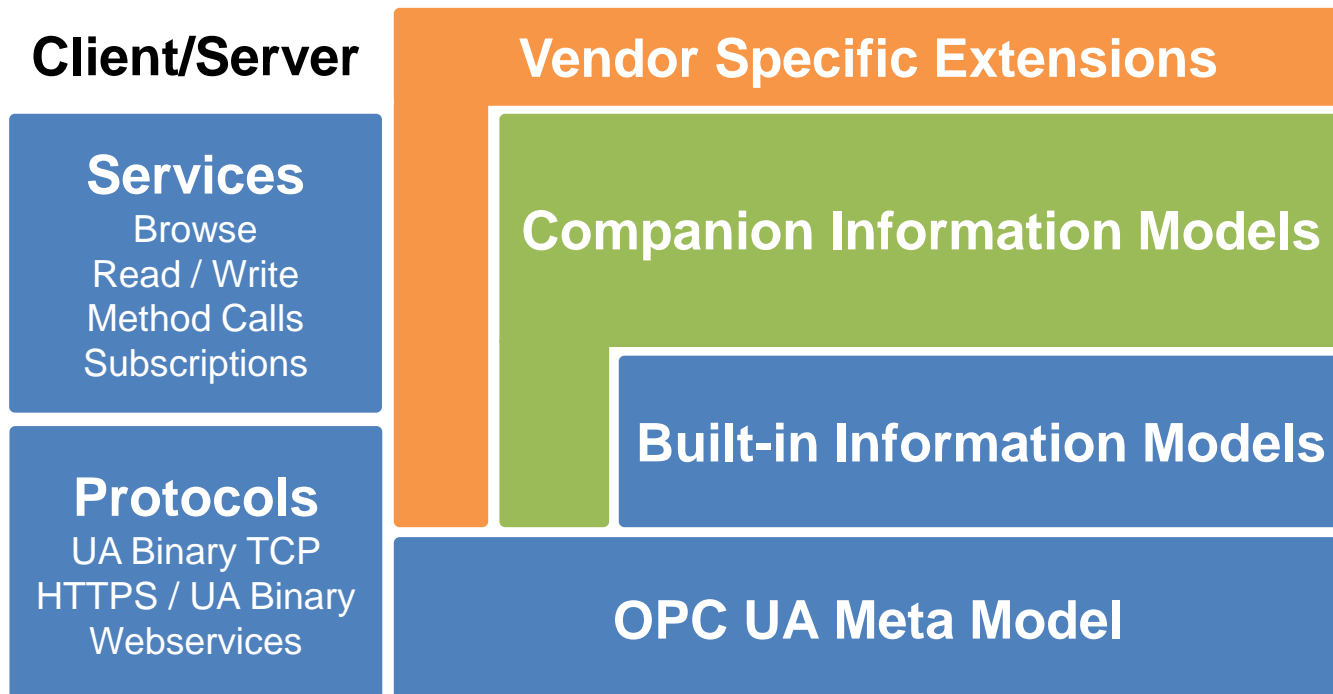 Client/Server
Services
Browse
Read / Write
Method Calls
Subscriptions
Protocols
UA Binary TCP
HTTPS / UA Binary
Webservices
Vendor Specific Extensions
Companion Information Models
Built-in Information Models
OPC UA Meta Model